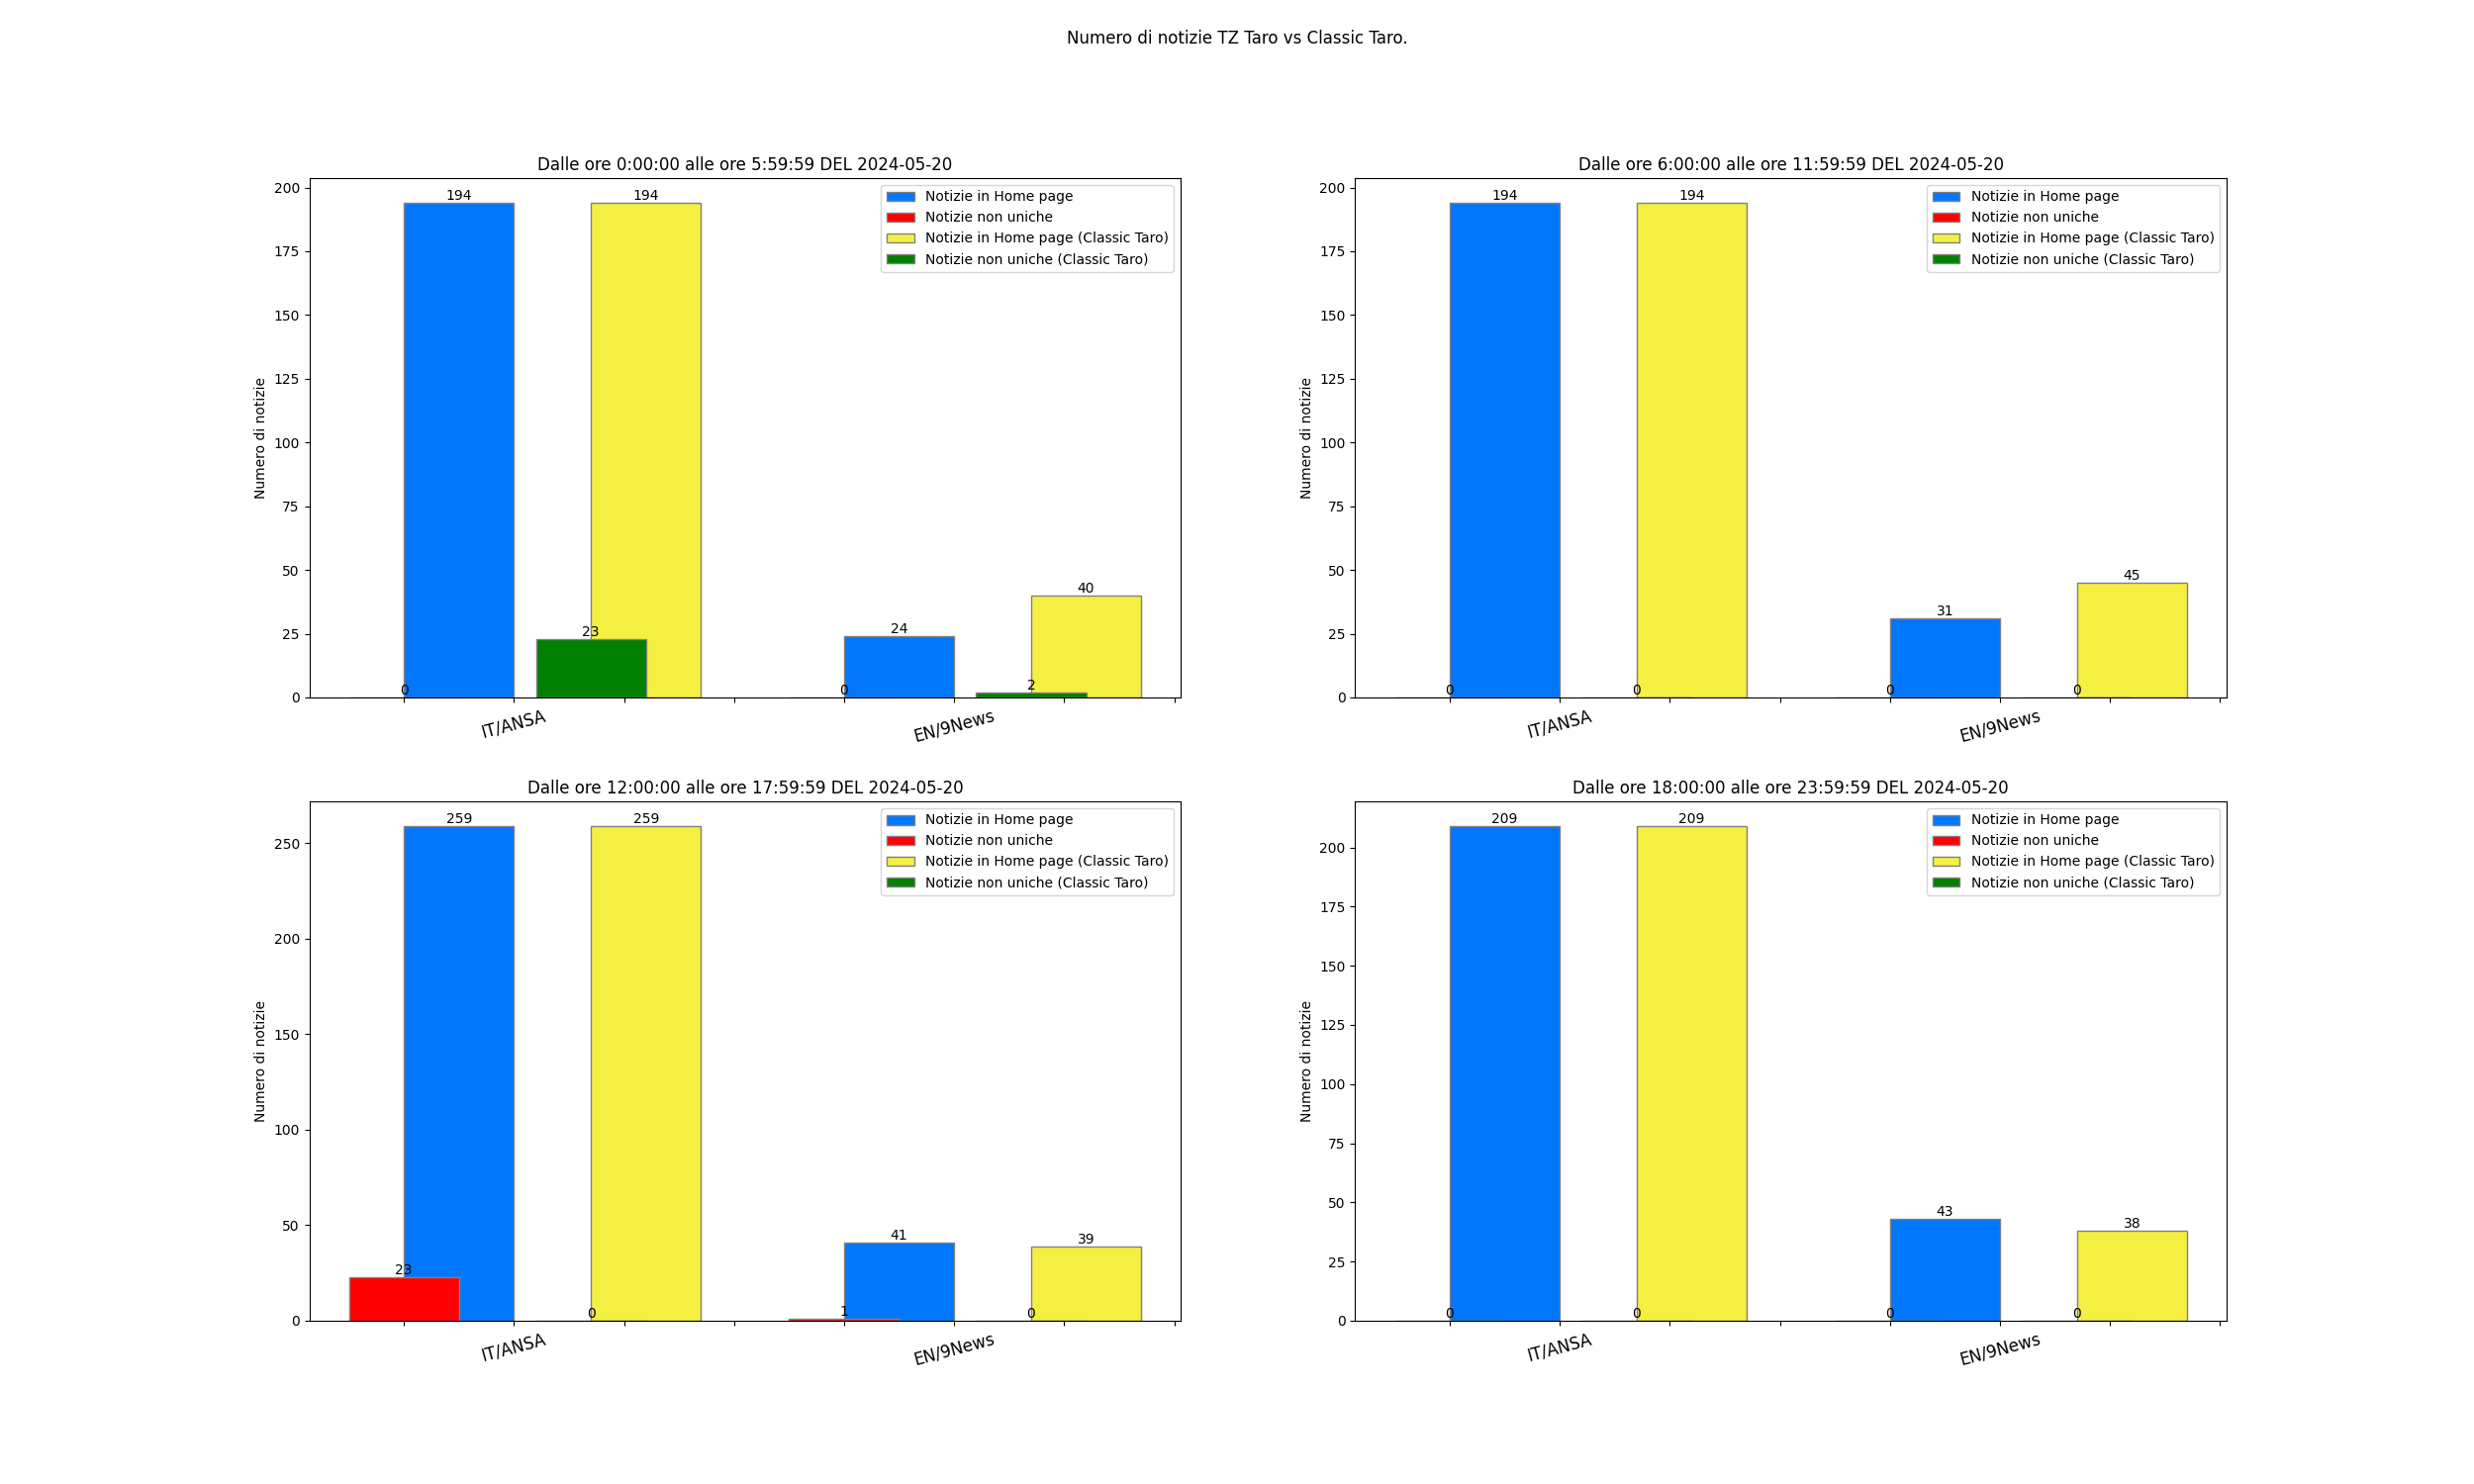 Numero di notizie TZ Taro vs Classic Taro.
Dalle ore 0:00:00 alle ore 5:59:59 DEL 2024-05-20
Numero di notizie
200
175
150
125
100
75
50
25
0
194
194
23
0
24
40
0
2
Notizie in Home page
Notizie non uniche
Notizie in Home page (Classic Taro)
Notizie non uniche (Classic Taro)
IT/ANSA
EN/9News
Dalle ore 6:00:00 alle ore 11:59:59 DEL 2024-05-20
Numero di notizie
200
175
150
125
100
75
50
25
0
194
194
0
0
31
45
0
0
Notizie in Home page
Notizie non uniche
Notizie in Home page (Classic Taro)
Notizie non uniche (Classic Taro)
IT/ANSA
EN/9News
Dalle ore 12:00:00 alle ore 17:59:59 DEL 2024-05-20
Numero di notizie
250
200
150
100
50
0
259
259
23
0
41
39
1
0
Notizie in Home page
Notizie non uniche
Notizie in Home page (Classic Taro)
Notizie non uniche (Classic Taro)
IT/ANSA
EN/9News
Dalle ore 18:00:00 alle ore 23:59:59 DEL 2024-05-20
Numero di notizie
200
175
150
125
100
75
50
25
0
209
209
0
0
43
38
0
0
Notizie in Home page
Notizie non uniche
Notizie in Home page (Classic Taro)
Notizie non uniche (Classic Taro)
IT/ANSA
EN/9News